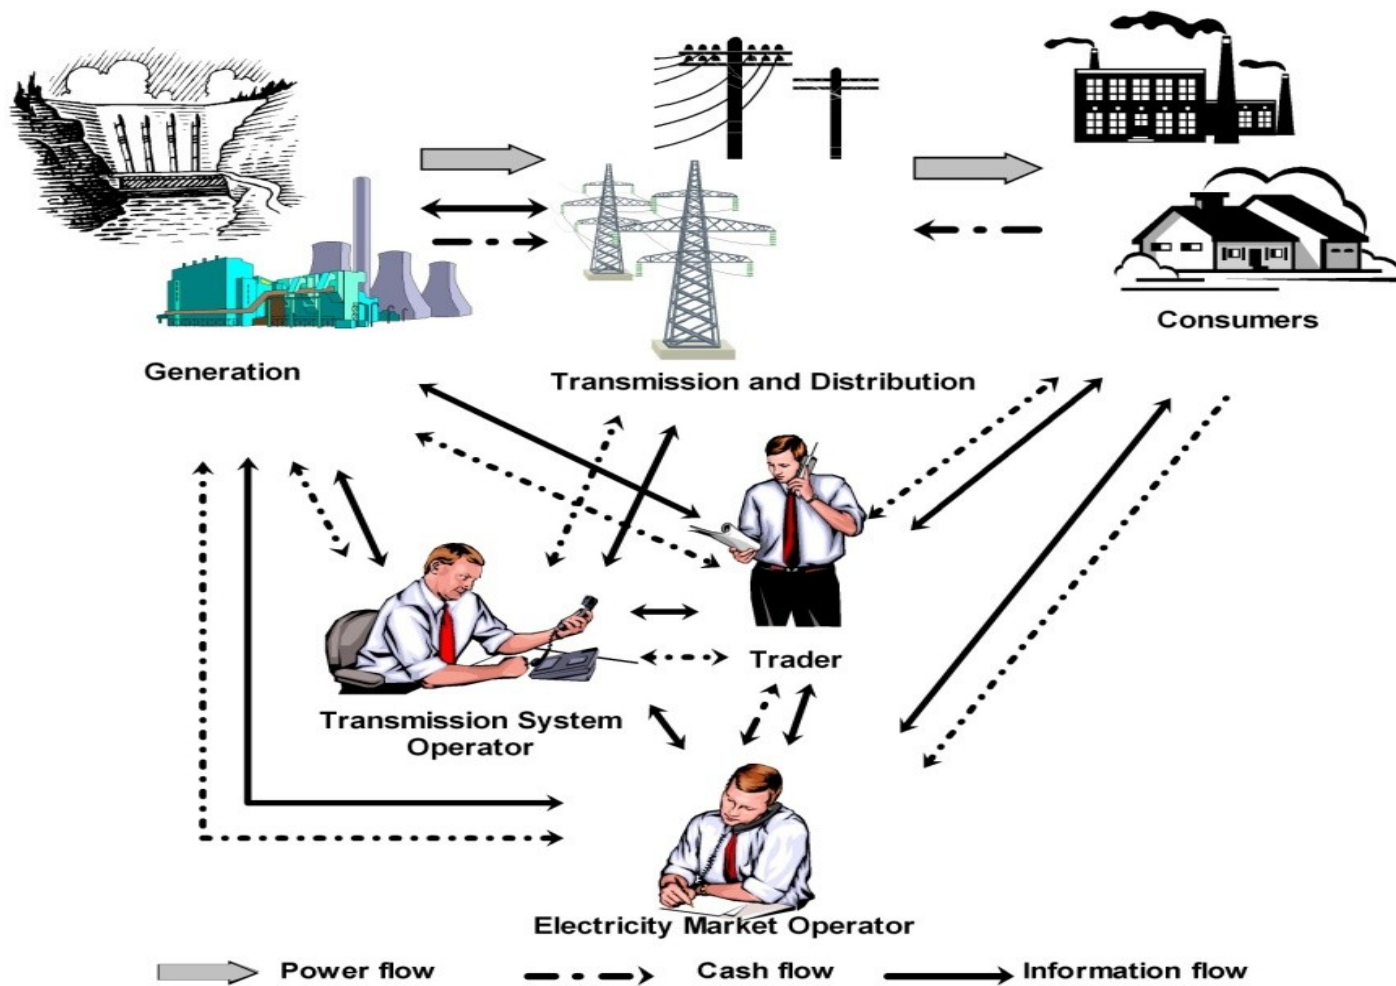 Generation
Transmission and Distribution
Consumers
Trader
Transmission System
Operator
Electricity Market Operator
Power flow
Cash flow
Information flow